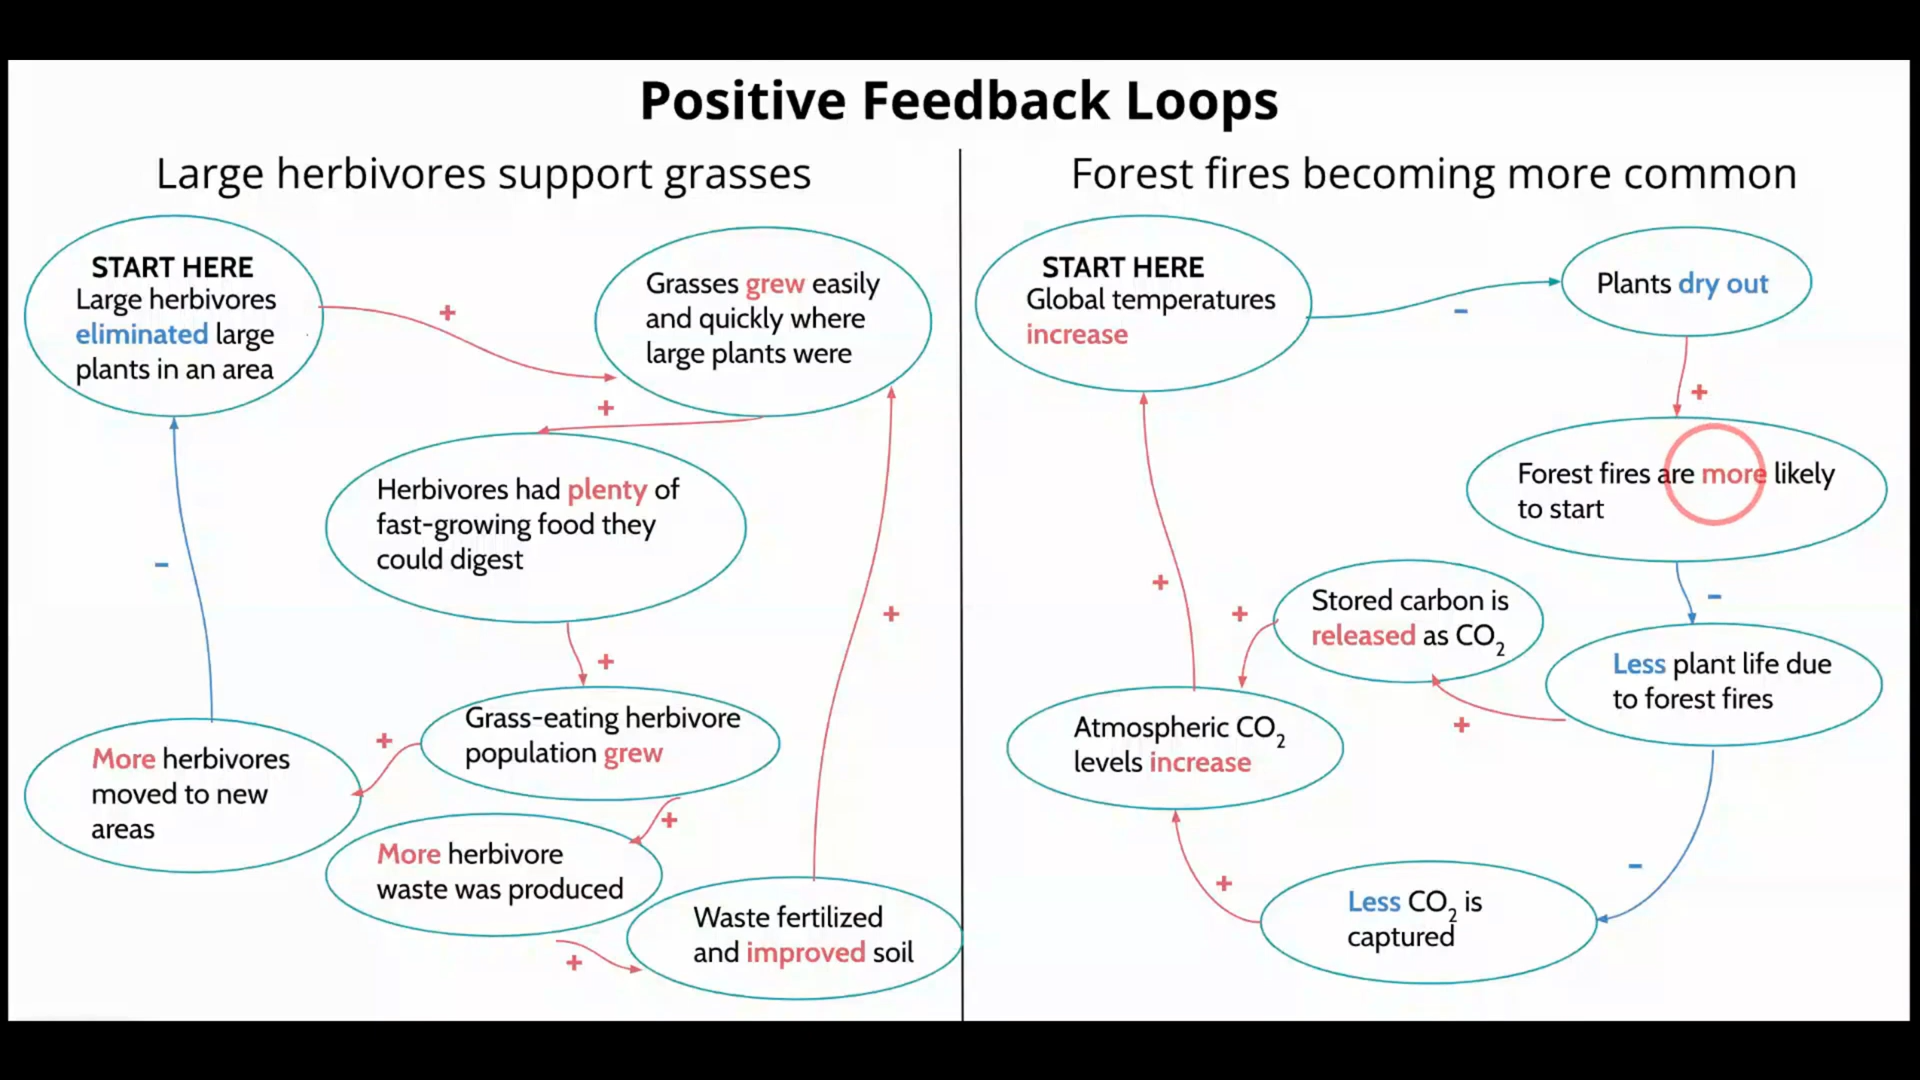 Positive Feedback Loops
Large herbivores support grasses
START HERE
Large herbivores
eliminated large
plants in an area
+
Grasses grew easily
and quickly where
large plants were
+
Herbivores had plenty of
fast-growing food they
could digest
+
Grass-eating herbivore
population grew
+
More herbivores
moved to new
areas
-
+
More herbivore
waste was produced
+
Waste fertilized
and improved soil
+
Forest fires becoming more common
START HERE
Global temperatures
increase
-
Plants dry out
+
Forest fires are more likely
to start
-
Less plant life due
to forest fires
+
Stored carbon is
released as CO2
+
Atmospheric CO2
levels increase
+
-
Less CO2 is
captured
+